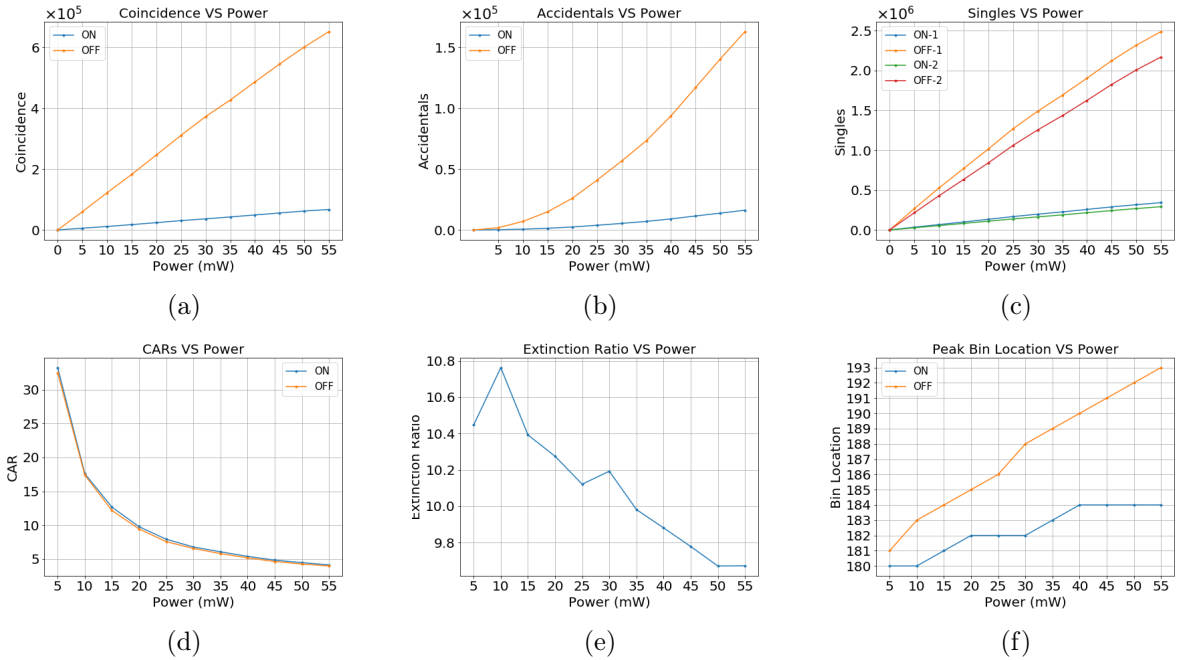 Coincidence VS Power
×10^5
ON
OFF
6
4
2
0
Coincidence
0 5 10 15 20 25 30 35 40 45 50 55
Power (mW)
(a)
Accidentals VS Power
×10^5
ON
OFF
1.5
1.0
0.5
0.0
Accidentals
5 10 15 20 25 30 35 40 45 50 55
Power (mW)
(b)
Singles VS Power
×10^6
ON-1
OFF-1
ON-2
OFF-2
2.5
2.0
1.5
1.0
0.5
0.0
Singles
0 5 10 15 20 25 30 35 40 45 50 55
Power (mW)
(c)
CARs VS Power
ON
OFF
30
25
20
15
10
5
CAR
5 10 15 20 25 30 35 40 45 50 55
Power (mW)
(d)
Extinction Ratio VS Power
10.8
10.6
10.4
10.2
10.0
9.8
Extinction Ratio
5 10 15 20 25 30 35 40 45 50 55
Power (mW)
(e)
Peak Bin Location VS Power
ON
OFF
193
192
191
190
189
188
187
186
185
184
183
182
181
180
Bin Location
5 10 15 20 25 30 35 40 45 50 55
Power (mW)
(f)